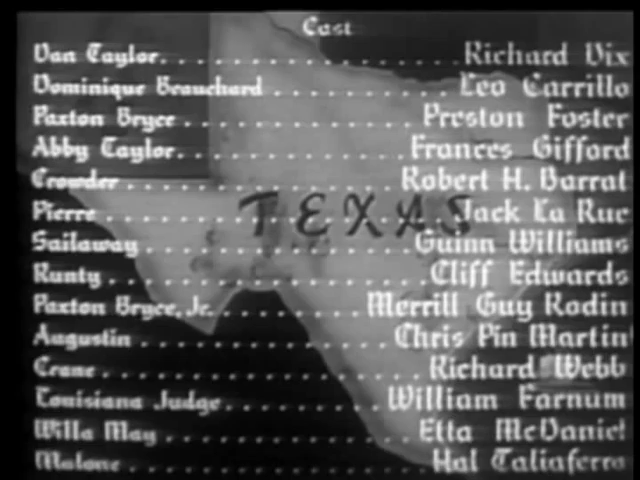 Cast
Dan Taylor. . . . . . . . . . . . . . . . Richard Dix
Dominique Beauchard . . . . . . . . . . Leo Carrillo
Paxton Bryce . . . . . . . . . . . . Preston Foster
Abby Taylor. . . . . . . . . . . . Frances Gifford
Crowder . . . . . . . . . . . . . Robert H. Barrat
Pierre . . . . . . . . . . . . . . . . Jack La Rue
TEXAS
Sailaway . . . . . . . . . . . . . Guinn Williams
Runty . . . . . . . . . . . . . . . Cliff Edwards
Paxton Bryce, Jr. . . . . . . . Merrill Guy Rodin
Augustin . . . . . . . . . . . . Chris Pin Martin
Crane . . . . . . . . . . . . . . . Richard Webb
Louisiana Judge. . . . . . . . . William Farnum
Willa May . . . . . . . . . . . . Etta McDaniel
Malone . . . . . . . . . . . . . . Hal Taliaferro